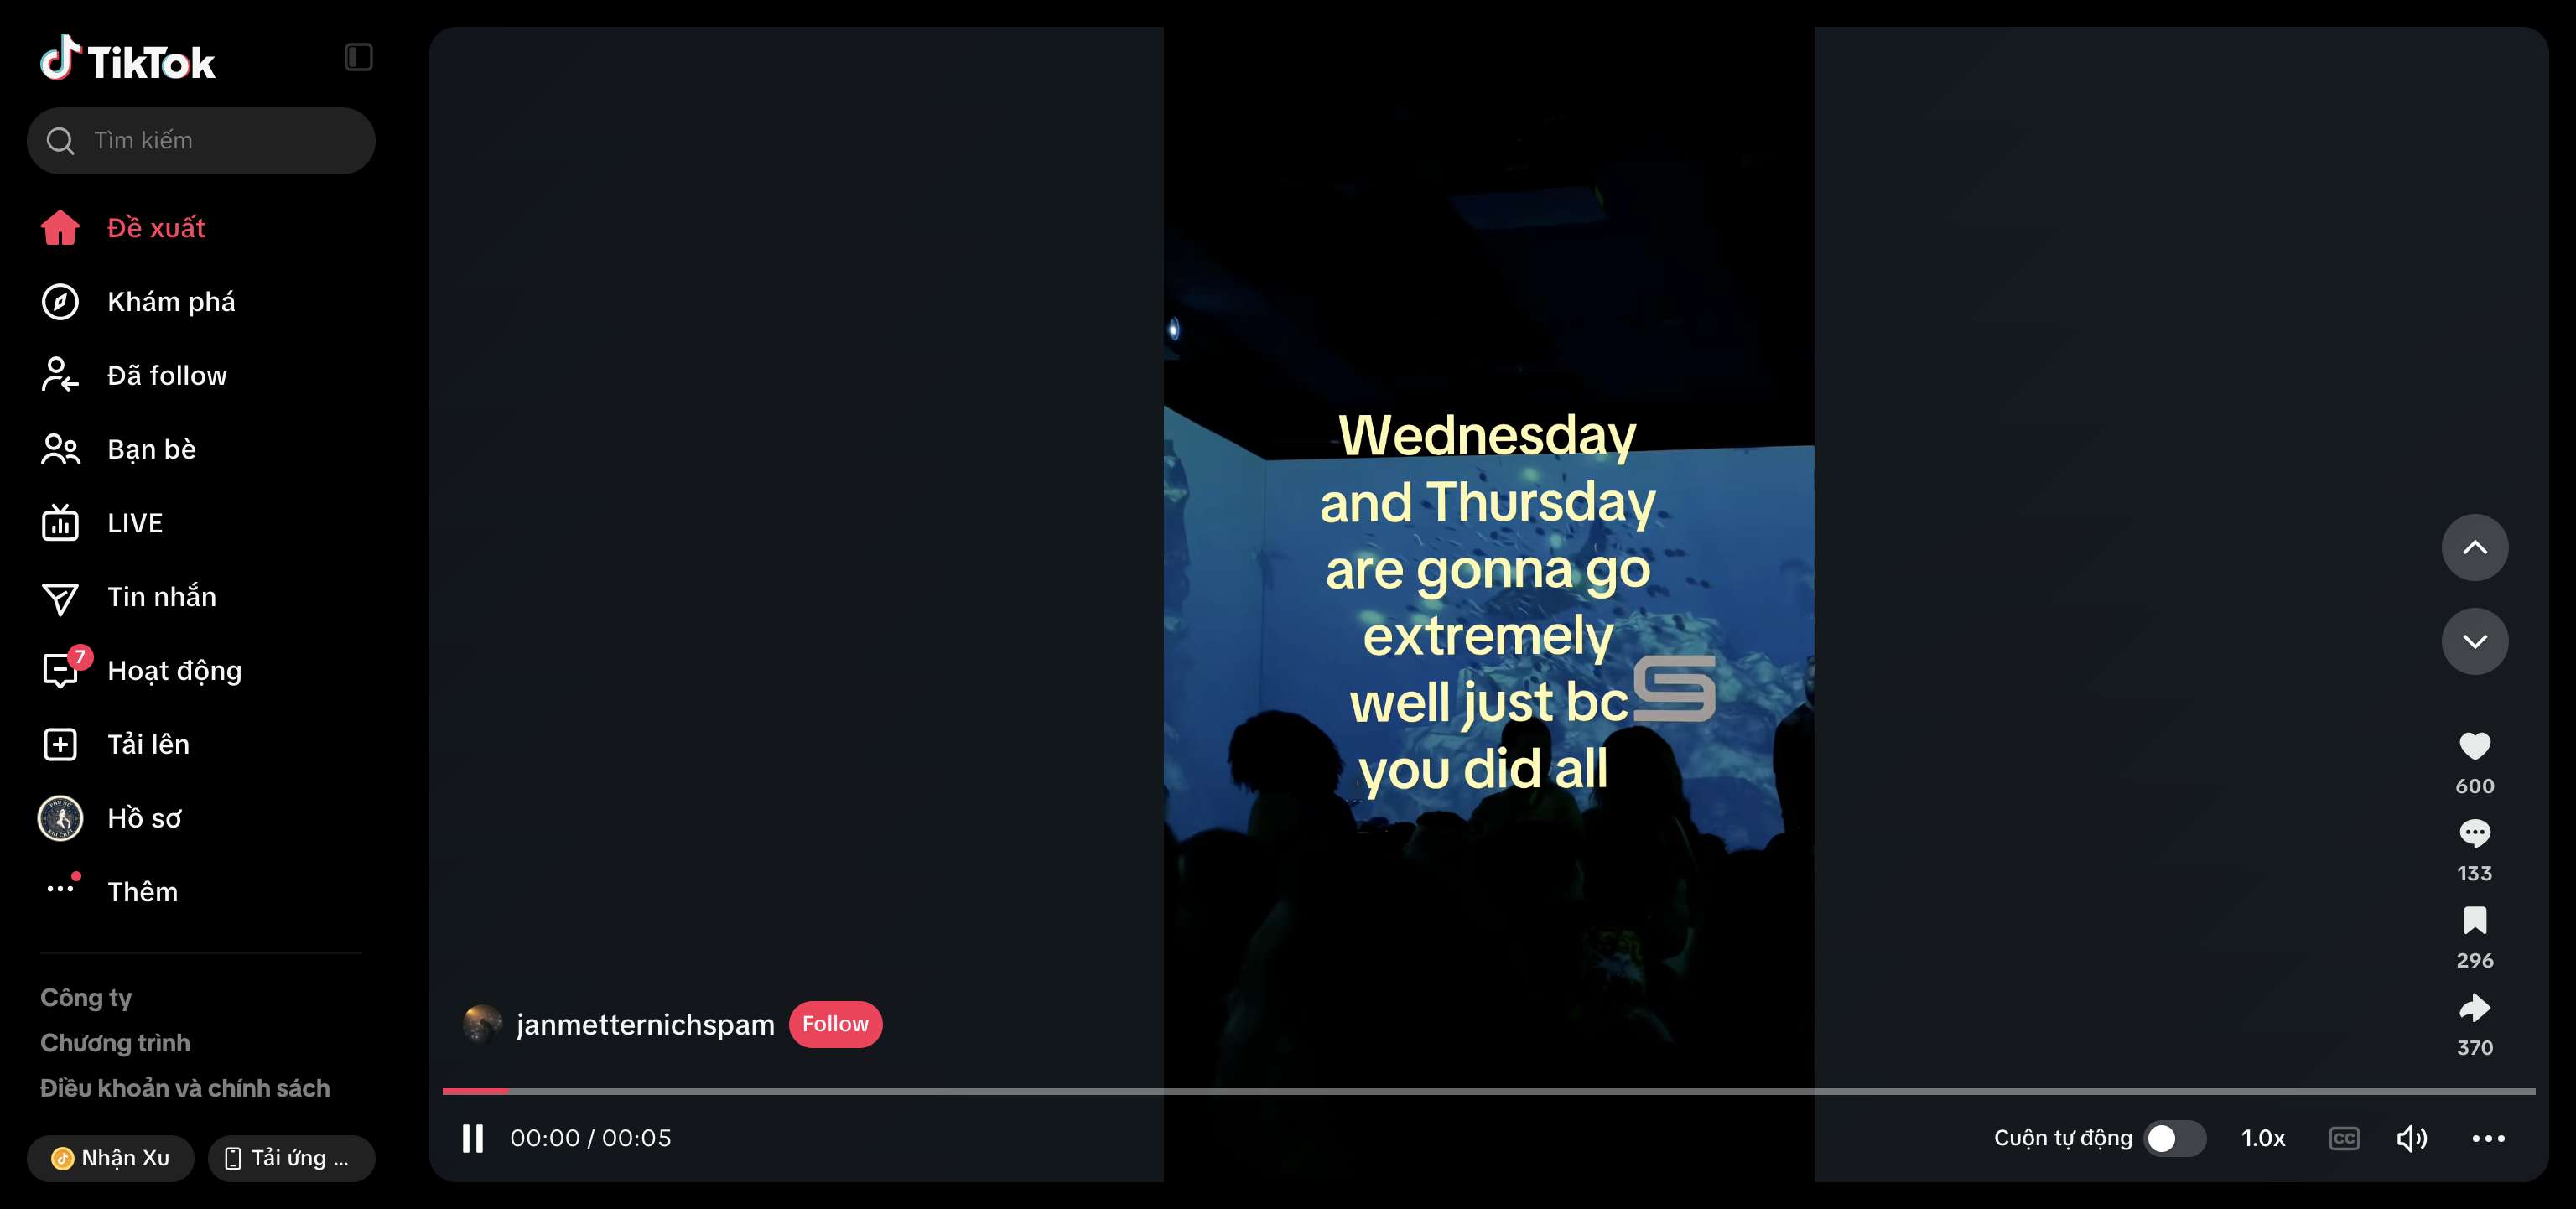 TikTok
Tìm kiếm
Đề xuất
Khám phá
Đã follow
Bạn bè
LIVE
Tin nhắn
7
Hoạt động
Tải lên
Hồ sơ
Thêm
Công ty
Chương trình
Điều khoản và chính sách
Nhận Xu
Tải ứng ...
Wednesday
and Thursday
are gonna go
extremely
well just bc
you did all
janmetternichspam
Follow
00:00 / 00:05
600
133
296
370
Cuộn tự động
1.0x
CC